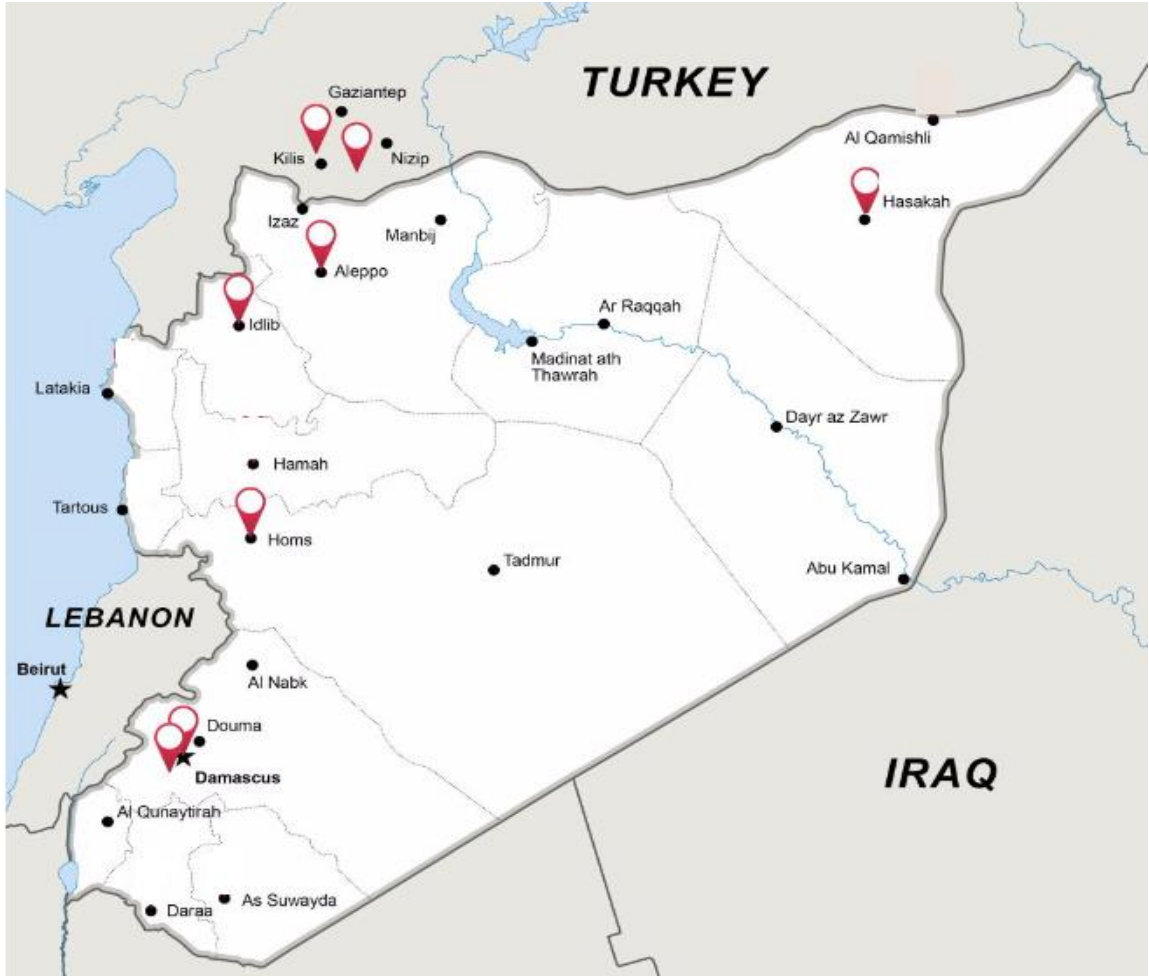 TURKEY
Gaziantep
Kilis
Nizip
Al Qamishli
Hasakah
Izaz
Manbij
Aleppo
Idlib
Ar Raqqah
Madinat ath
Thawrah
Latakia
Dayr az Zawr
Hamah
Tartous
Homs
Tadmur
Abu Kamal
LEBANON
Beirut
Al Nabk
Douma
Damascus
IRAQ
Al Qunaytirah
As Suwayda
Daraa